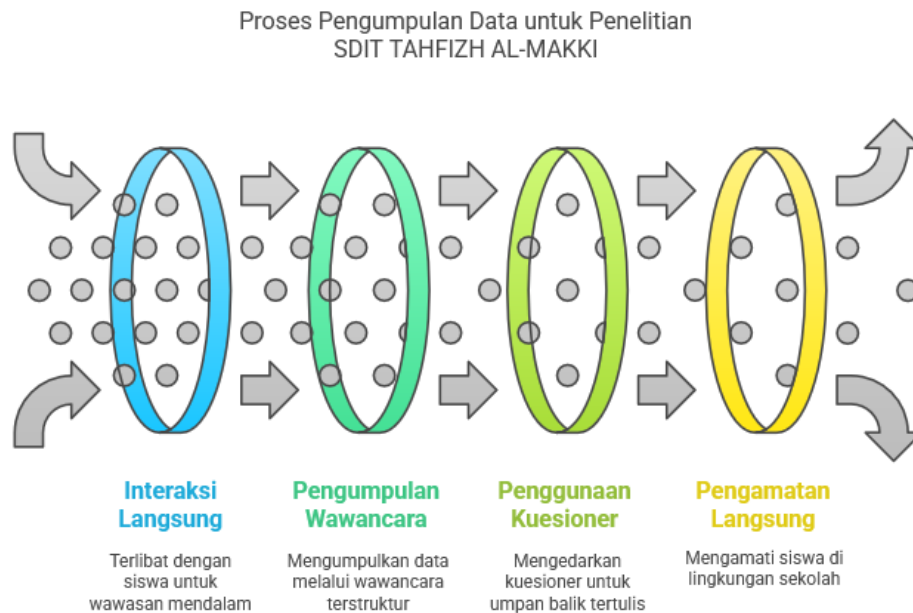 Proses Pengumpulan Data untuk Penelitian
SDIT TAHFIZH AL-MAKKI
Interaksi
Langsung
Terlibat dengan
siswa untuk
wawasan mendalam
Pengumpulan
Wawancara
Mengumpulkan data
melalui wawancara
terstruktur
Penggunaan
Kuesioner
Mengedarkan
kuesioner untuk
umpan balik tertulis
Pengamatan
Langsung
Mengamati siswa di
lingkungan sekolah